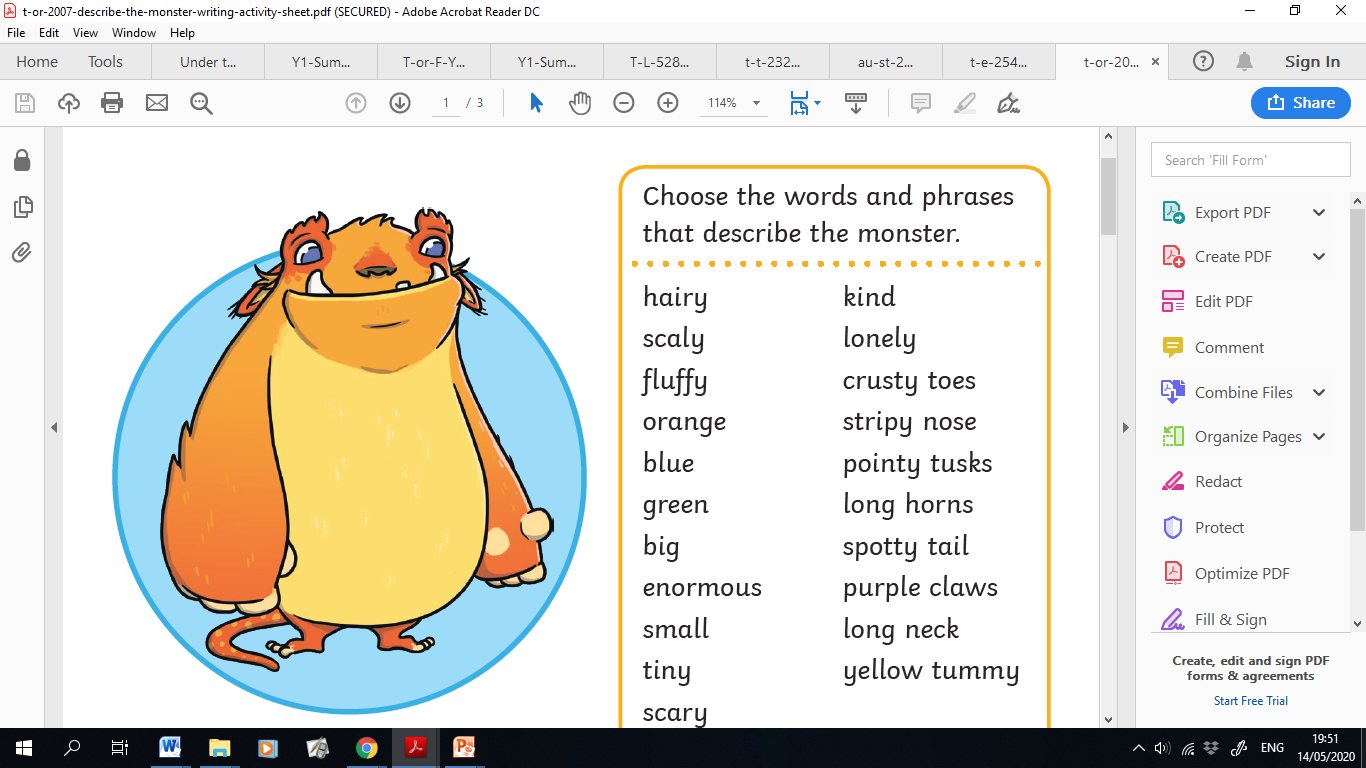 t-or-2007-describe-the-monster-writing-activity-sheet.pdf (SECURED) - Adobe Acrobat Reader DC
File Edit View Window Help
Home Tools Under t... Y1-Sum... T-or-F-Y... Y1-Sum... T-L-528... t-t-232... au-st-2... t-e-254... t-or-20... × Sign In
1 / 3 114% Share
Choose the words and phrases
that describe the monster.
hairy kind
scaly lonely
fluffy crusty toes
orange stripy nose
blue pointy tusks
green long horns
big spotty tail
enormous purple claws
small long neck
tiny yellow tummy
scary
Search 'Fill Form'
Export PDF
Create PDF
Edit PDF
Comment
Combine Files
Organize Pages
Redact
Protect
Optimize PDF
Fill & Sign
Create, edit and sign PDF
forms & agreements
Start Free Trial
ENG
19:51
14/05/2020